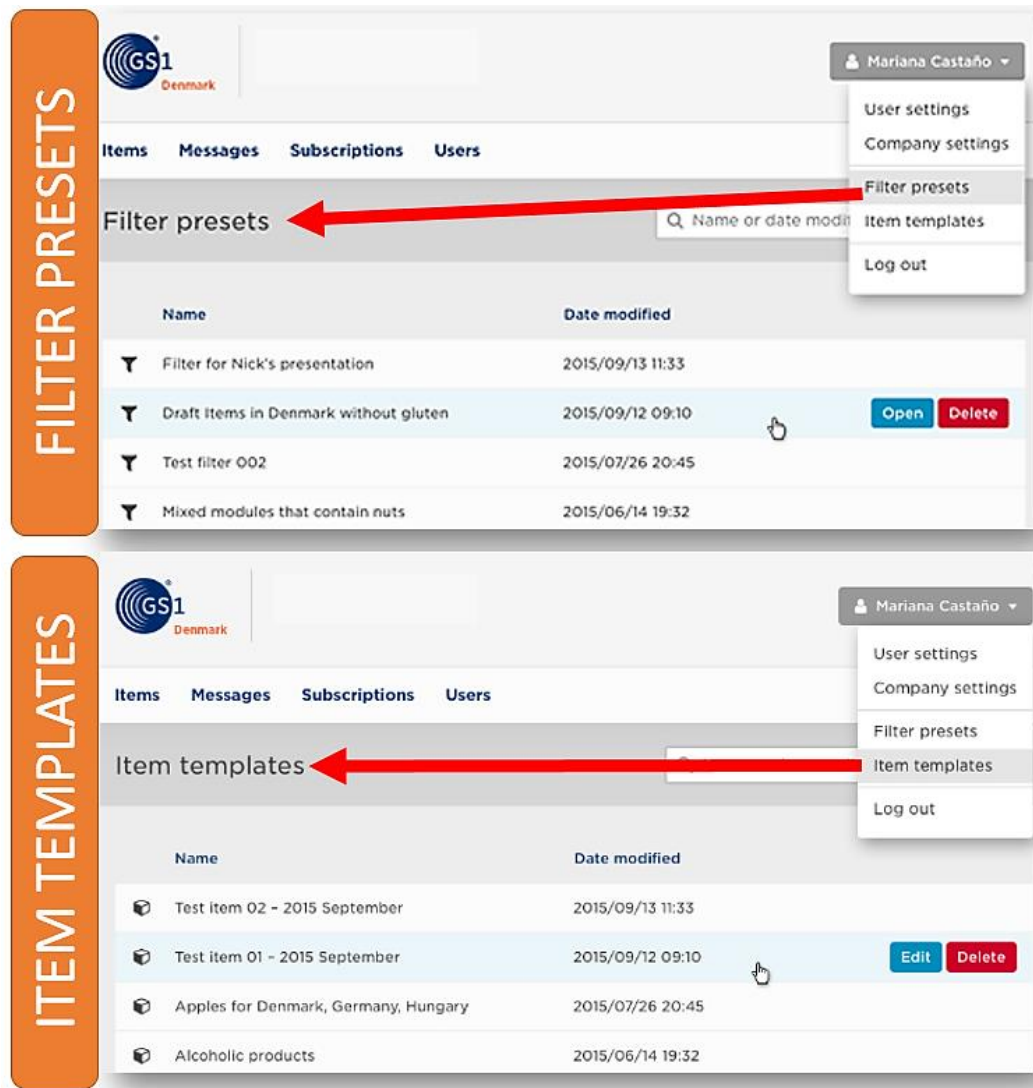 FILTER PRESETS
GS1
Denmark
Mariana Castaño
User settings
Company settings
Filter presets
Item templates
Log out
Items Messages Subscriptions Users
Filter presets
Name or date modif
Name Date modified
Filter for Nick's presentation 2015/09/13 11:33
Draft Items in Denmark without gluten 2015/09/12 09:10 Open Delete
Test filter 002 2015/07/26 20:45
Mixed modules that contain nuts 2015/06/14 19:32
ITEM TEMPLATES
GS1
Denmark
Mariana Castaño
User settings
Company settings
Filter presets
Item templates
Log out
Items Messages Subscriptions Users
Item templates
Name Date modified
Test item 02 – 2015 September 2015/09/13 11:33
Test item 01 – 2015 September 2015/09/12 09:10 Edit Delete
Apples for Denmark, Germany, Hungary 2015/07/26 20:45
Alcoholic products 2015/06/14 19:32